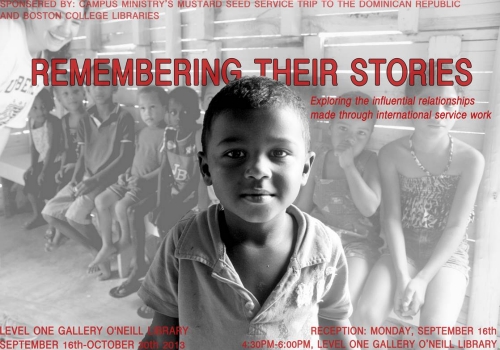 SPONSERED BY: CAMPUS MINISTRY'S MUSTARD SEED SERVICE TRIP TO THE DOMINICAN REPUBLIC
AND BOSTON COLLEGE LIBRARIES
REMEMBERING THEIR STORIES
Exploring the influential relationships
made through international service work
LEVEL ONE GALLERY O'NEILL LIBRARY
SEPTEMBER 16th-OCTOBER 2013
RECEPTION: MONDAY, SEPTEMBER 16th
4:30PM-6:00PM, LEVEL ONE GALLERY O'NEILL LIBRARY